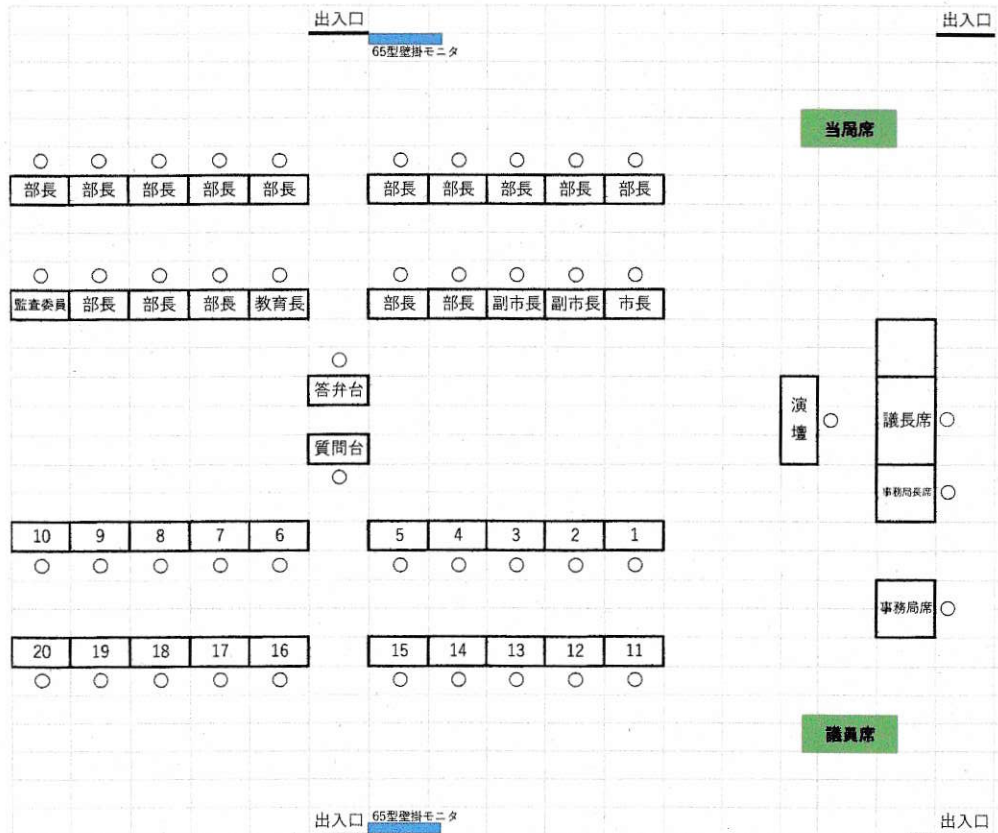 出入口 出入口
65型壁掛モニタ
当局席
部長 部長 部長 部長 部長 部長 部長 部長 部長 部長
監査委員 部長 部長 部長 教育長 部長 部長 副市長 副市長 市長
答弁台
演壇
議長席
質問台
事務局長席
10 9 8 7 6 5 4 3 2 1
事務局席
20 19 18 17 16 15 14 13 12 11
議員席
出入口 65型壁掛モニタ 出入口